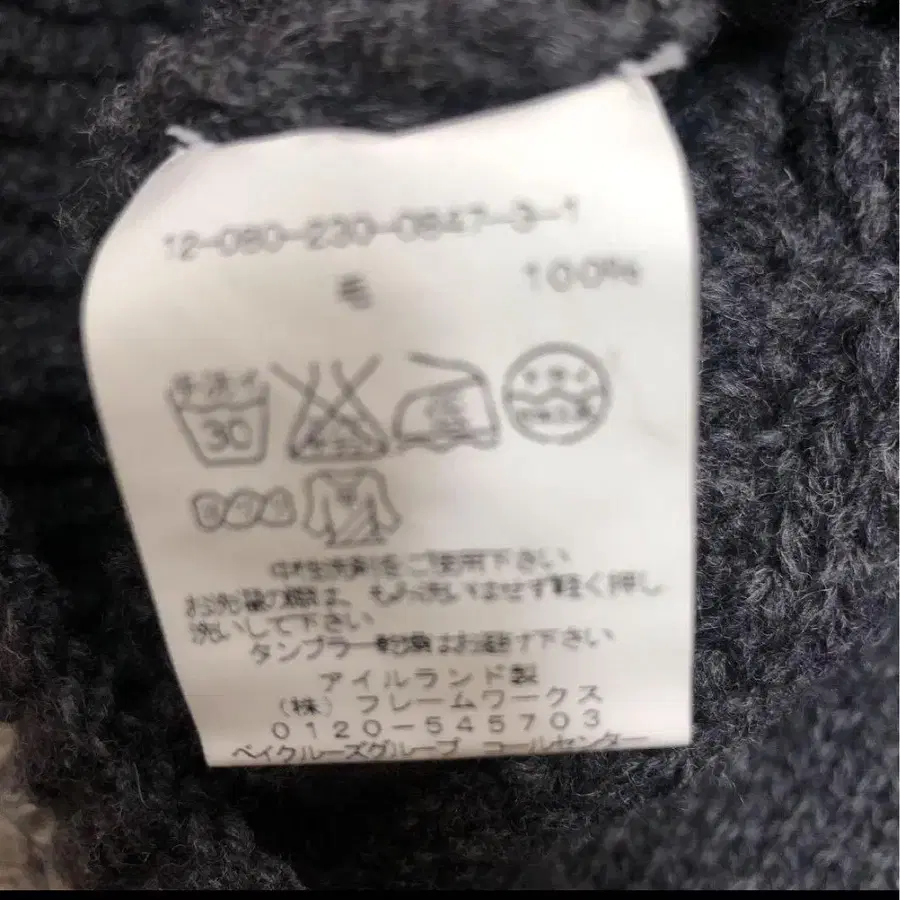 12-080-230-0847-3-1
毛 100%
手洗イ
30
中性洗剤をご使用下さい
お洗濯の際は、もみ洗いはせず軽く押し
洗いして下さい
タンブラー乾燥はお避け下さい
アイルランド製
(株) フレームワークス
0120-545703
ベイクルーズグループ コールセンター